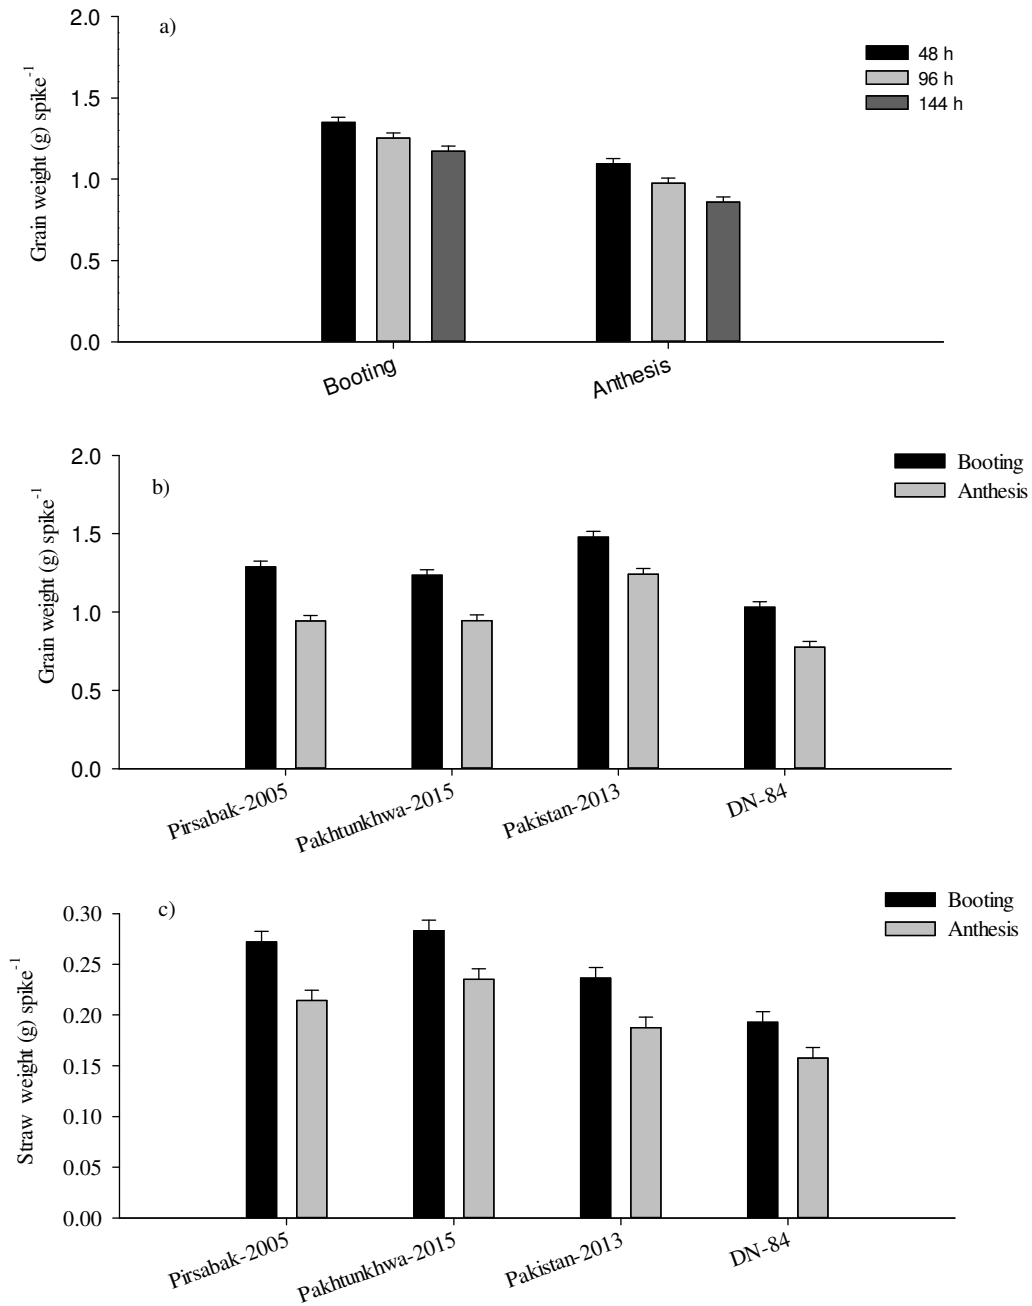 a)
48 h
96 h
144 h
Grain weight (g) spike-1
2.0
1.5
1.0
0.5
0.0
Booting
Anthesis
b)
Booting
Anthesis
Grain weight (g) spike-1
2.0
1.5
1.0
0.5
0.0
Pirsabak-2005
Pakhtunkhwa-2015
Pakistan-2013
DN-84
c)
Booting
Anthesis
Straw weight (g) spike-1
0.30
0.25
0.20
0.15
0.10
0.05
0.00
Pirsabak-2005
Pakhtunkhwa-2015
Pakistan-2013
DN-84